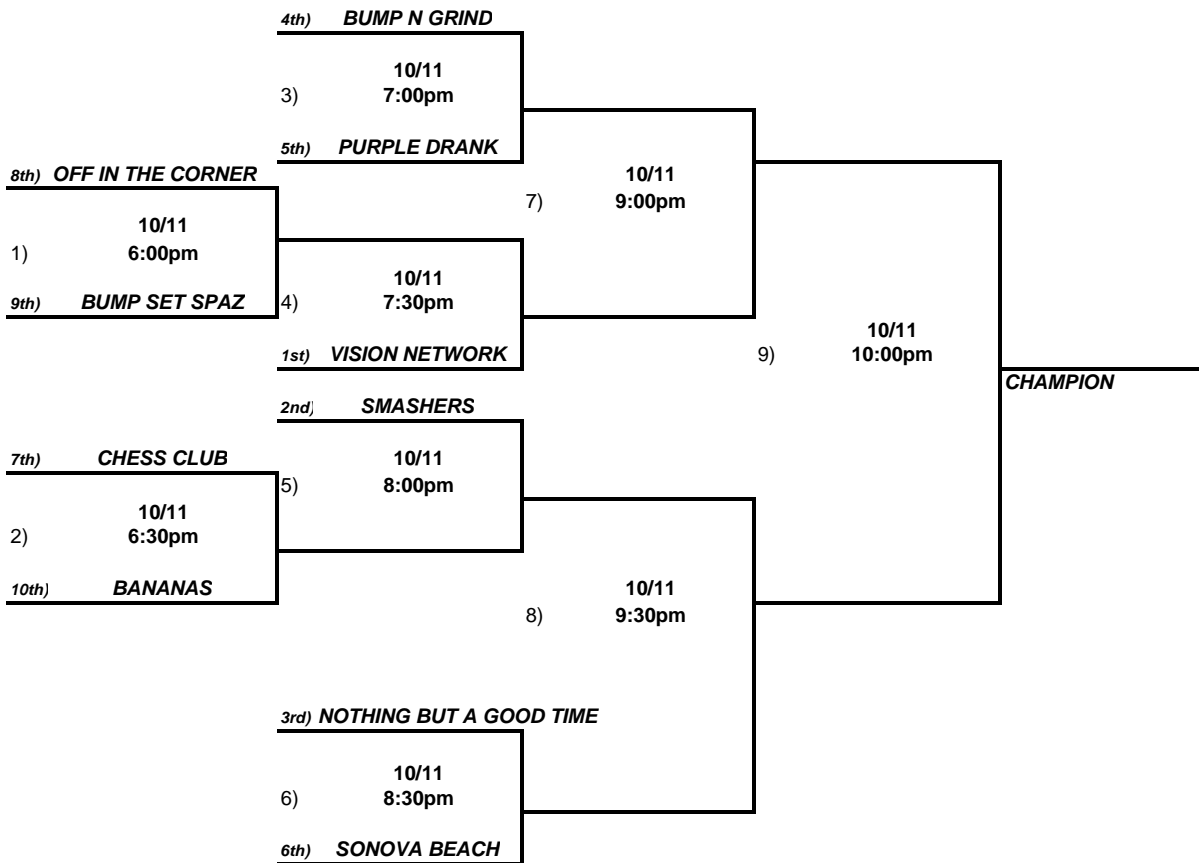 4th) BUMP N GRIND
10/11
3) 7:00pm
5th) PURPLE DRANK
8th) OFF IN THE CORNER
10/11
7) 9:00pm
10/11
1) 6:00pm
10/11
9th) BUMP SET SPAZ
4) 7:30pm
10/11
1st) VISION NETWORK
9) 10:00pm
CHAMPION
2nd) SMASHERS
7th) CHESS CLUB
10/11
5) 8:00pm
10/11
2) 6:30pm
10th) BANANAS
10/11
8) 9:30pm
3rd) NOTHING BUT A GOOD TIME
10/11
6) 8:30pm
6th) SONOVA BEACH